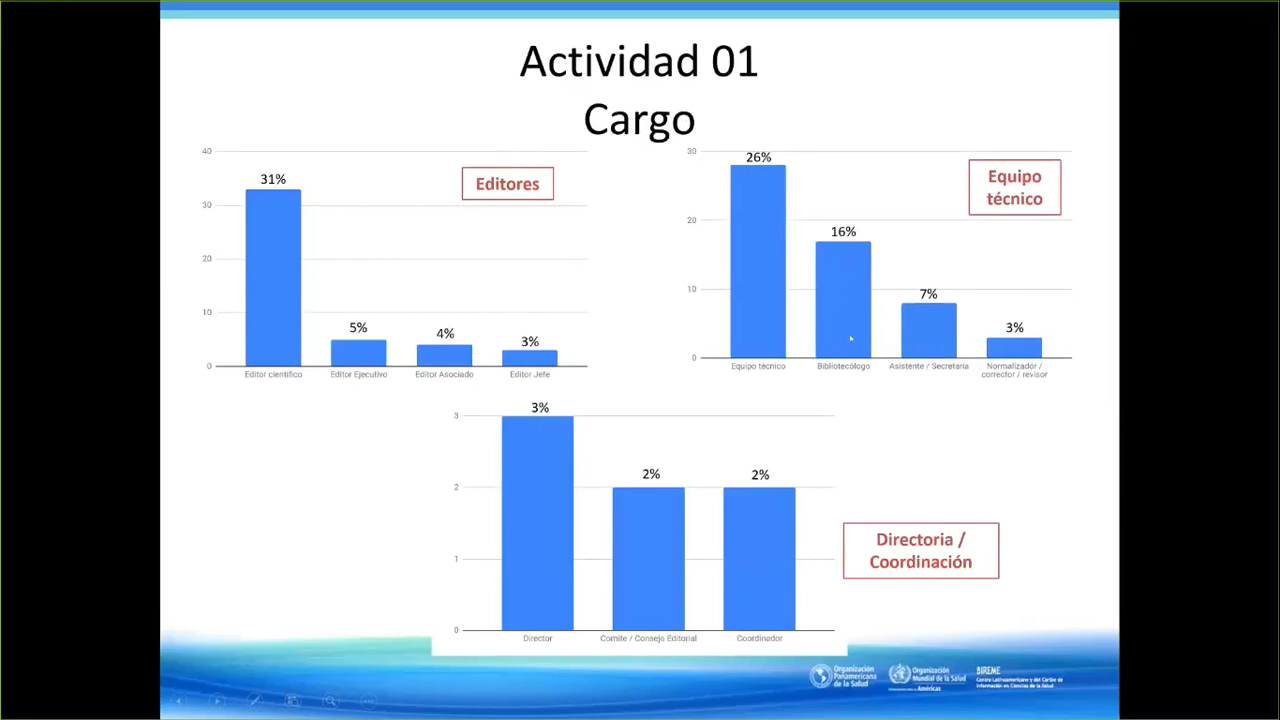 Actividad 01
Cargo
40
30
20
10
0
31%
5%
4%
3%
Editores
Editor científico
Editor Ejecutivo
Editor Asociado
Editor Jefe
30
20
10
0
26%
16%
7%
3%
Equipo
técnico
Equipo técnico
Bibliotecólogo
Asistente / Secretaria
Normalizador /
corrector / revisor
3
2
1
0
3%
2%
2%
Directoria /
Coordinación
Director
Comite / Consejo Editorial
Coordinador
Organización
Panamericana
de la Salud
Organización
Mundial de la Salud
Américas
BIREME
Centro Latinoamericano y del Caribe de
Información en Ciencias de la Salud